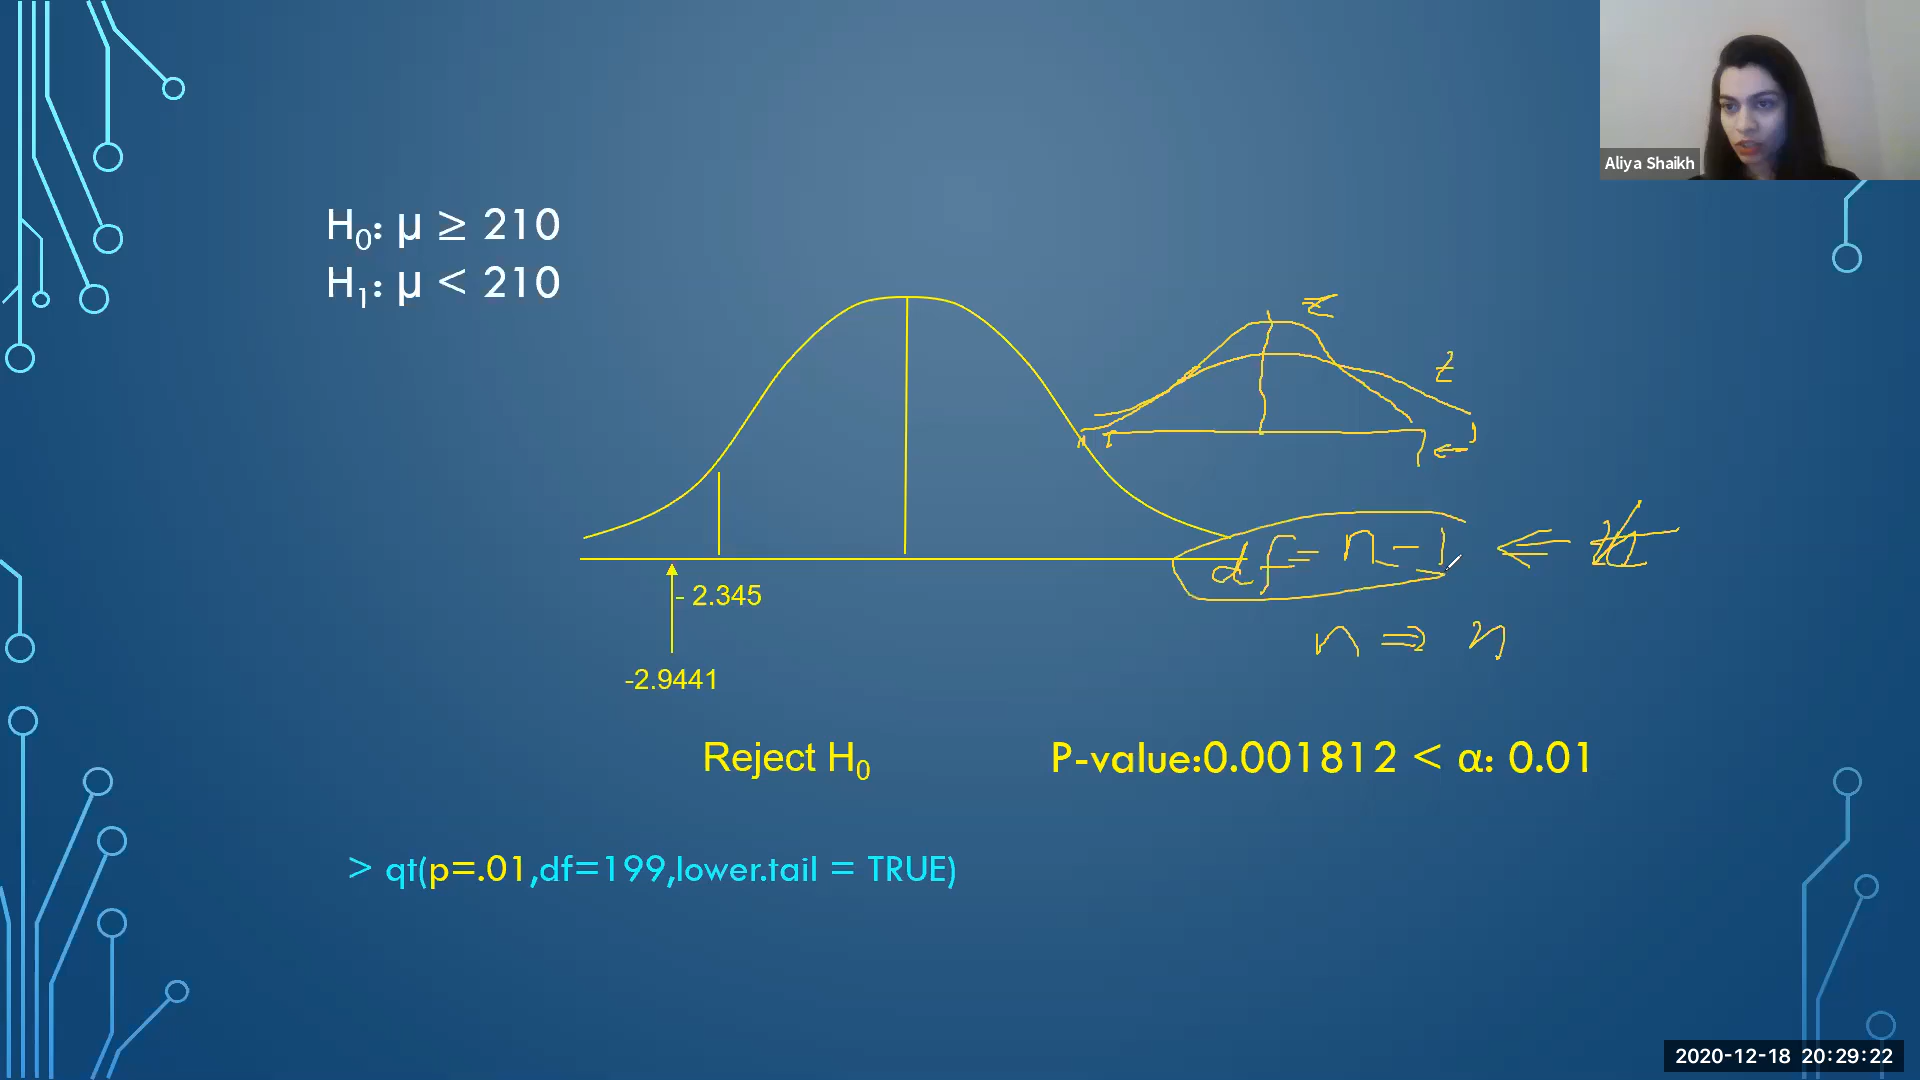 Aliya Shaikh
H₀: μ ≥ 210
H₁: μ < 210
z
t
df = n - 1 ⇐
n ⇒ n
- 2.345
-2.9441
Reject H₀
P-value:0.001812 < α: 0.01
> qt(p=.01,df=199,lower.tail = TRUE)
2020-12-18 20:29:22